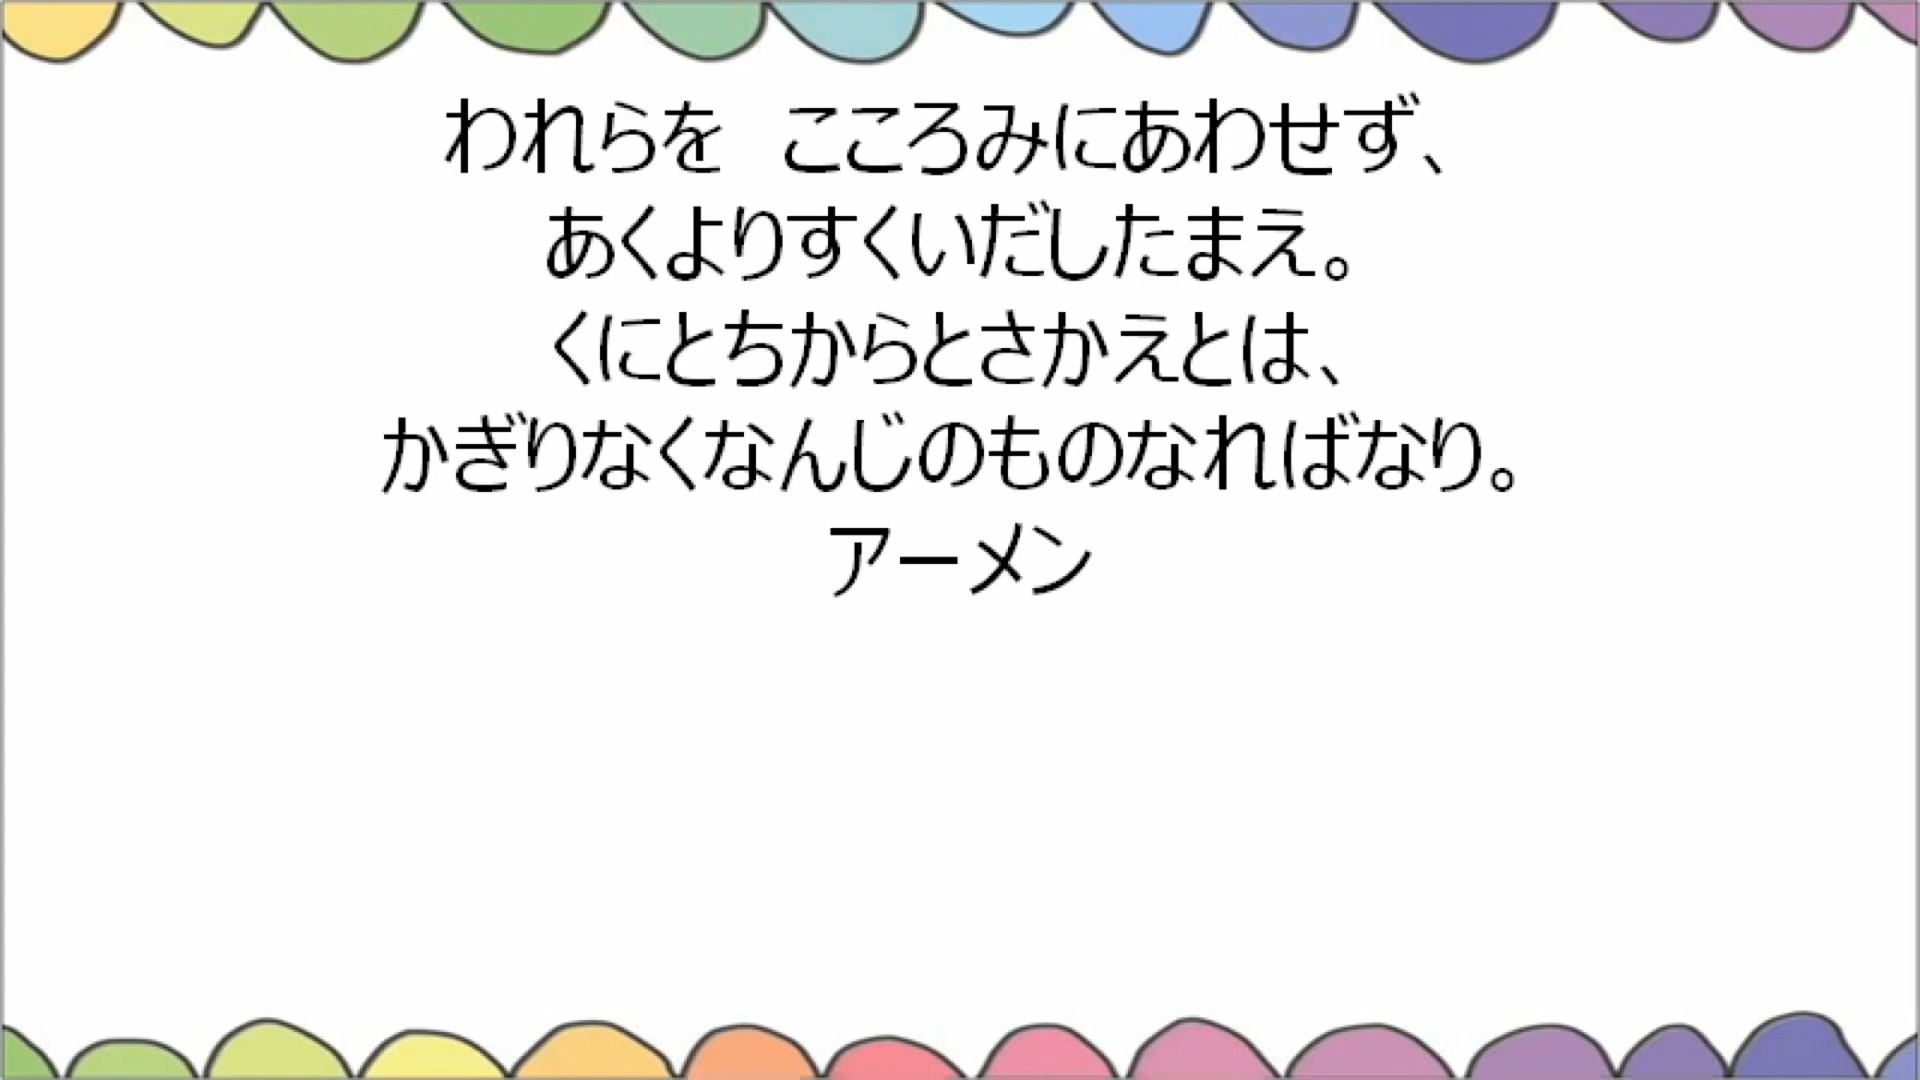 われらを　こころみにあわせず、
あくよりすくいだしたまえ。
くにとちからとさかえとは、
かぎりなくなんじのものなればなり。
アーメン